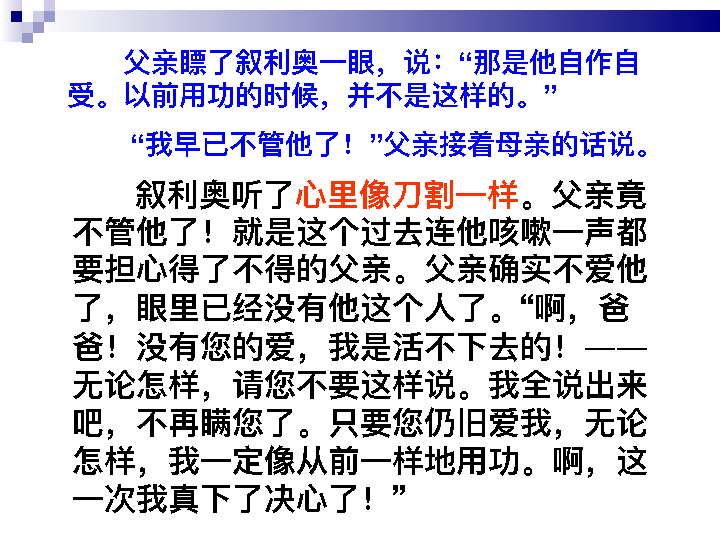 父亲瞟了叙利奥一眼，说：“那是他自作自
受。以前用功的时候，并不是这样的。”
“我早已不管他了！”父亲接着母亲的话说。
叙利奥听了心里像刀割一样。父亲竟
不管他了！就是这个过去连他咳嗽一声都
要担心得了不得的父亲。父亲确实不爱他
了，眼里已经没有他这个人了。“啊，爸
爸！没有您的爱，我是活不下去的！——
无论怎样，请您不要这样说。我全说出来
吧，不再瞒您了。只要您仍旧爱我，无论
怎样，我一定像从前一样地用功。啊，这
一次我真下了决心了！”